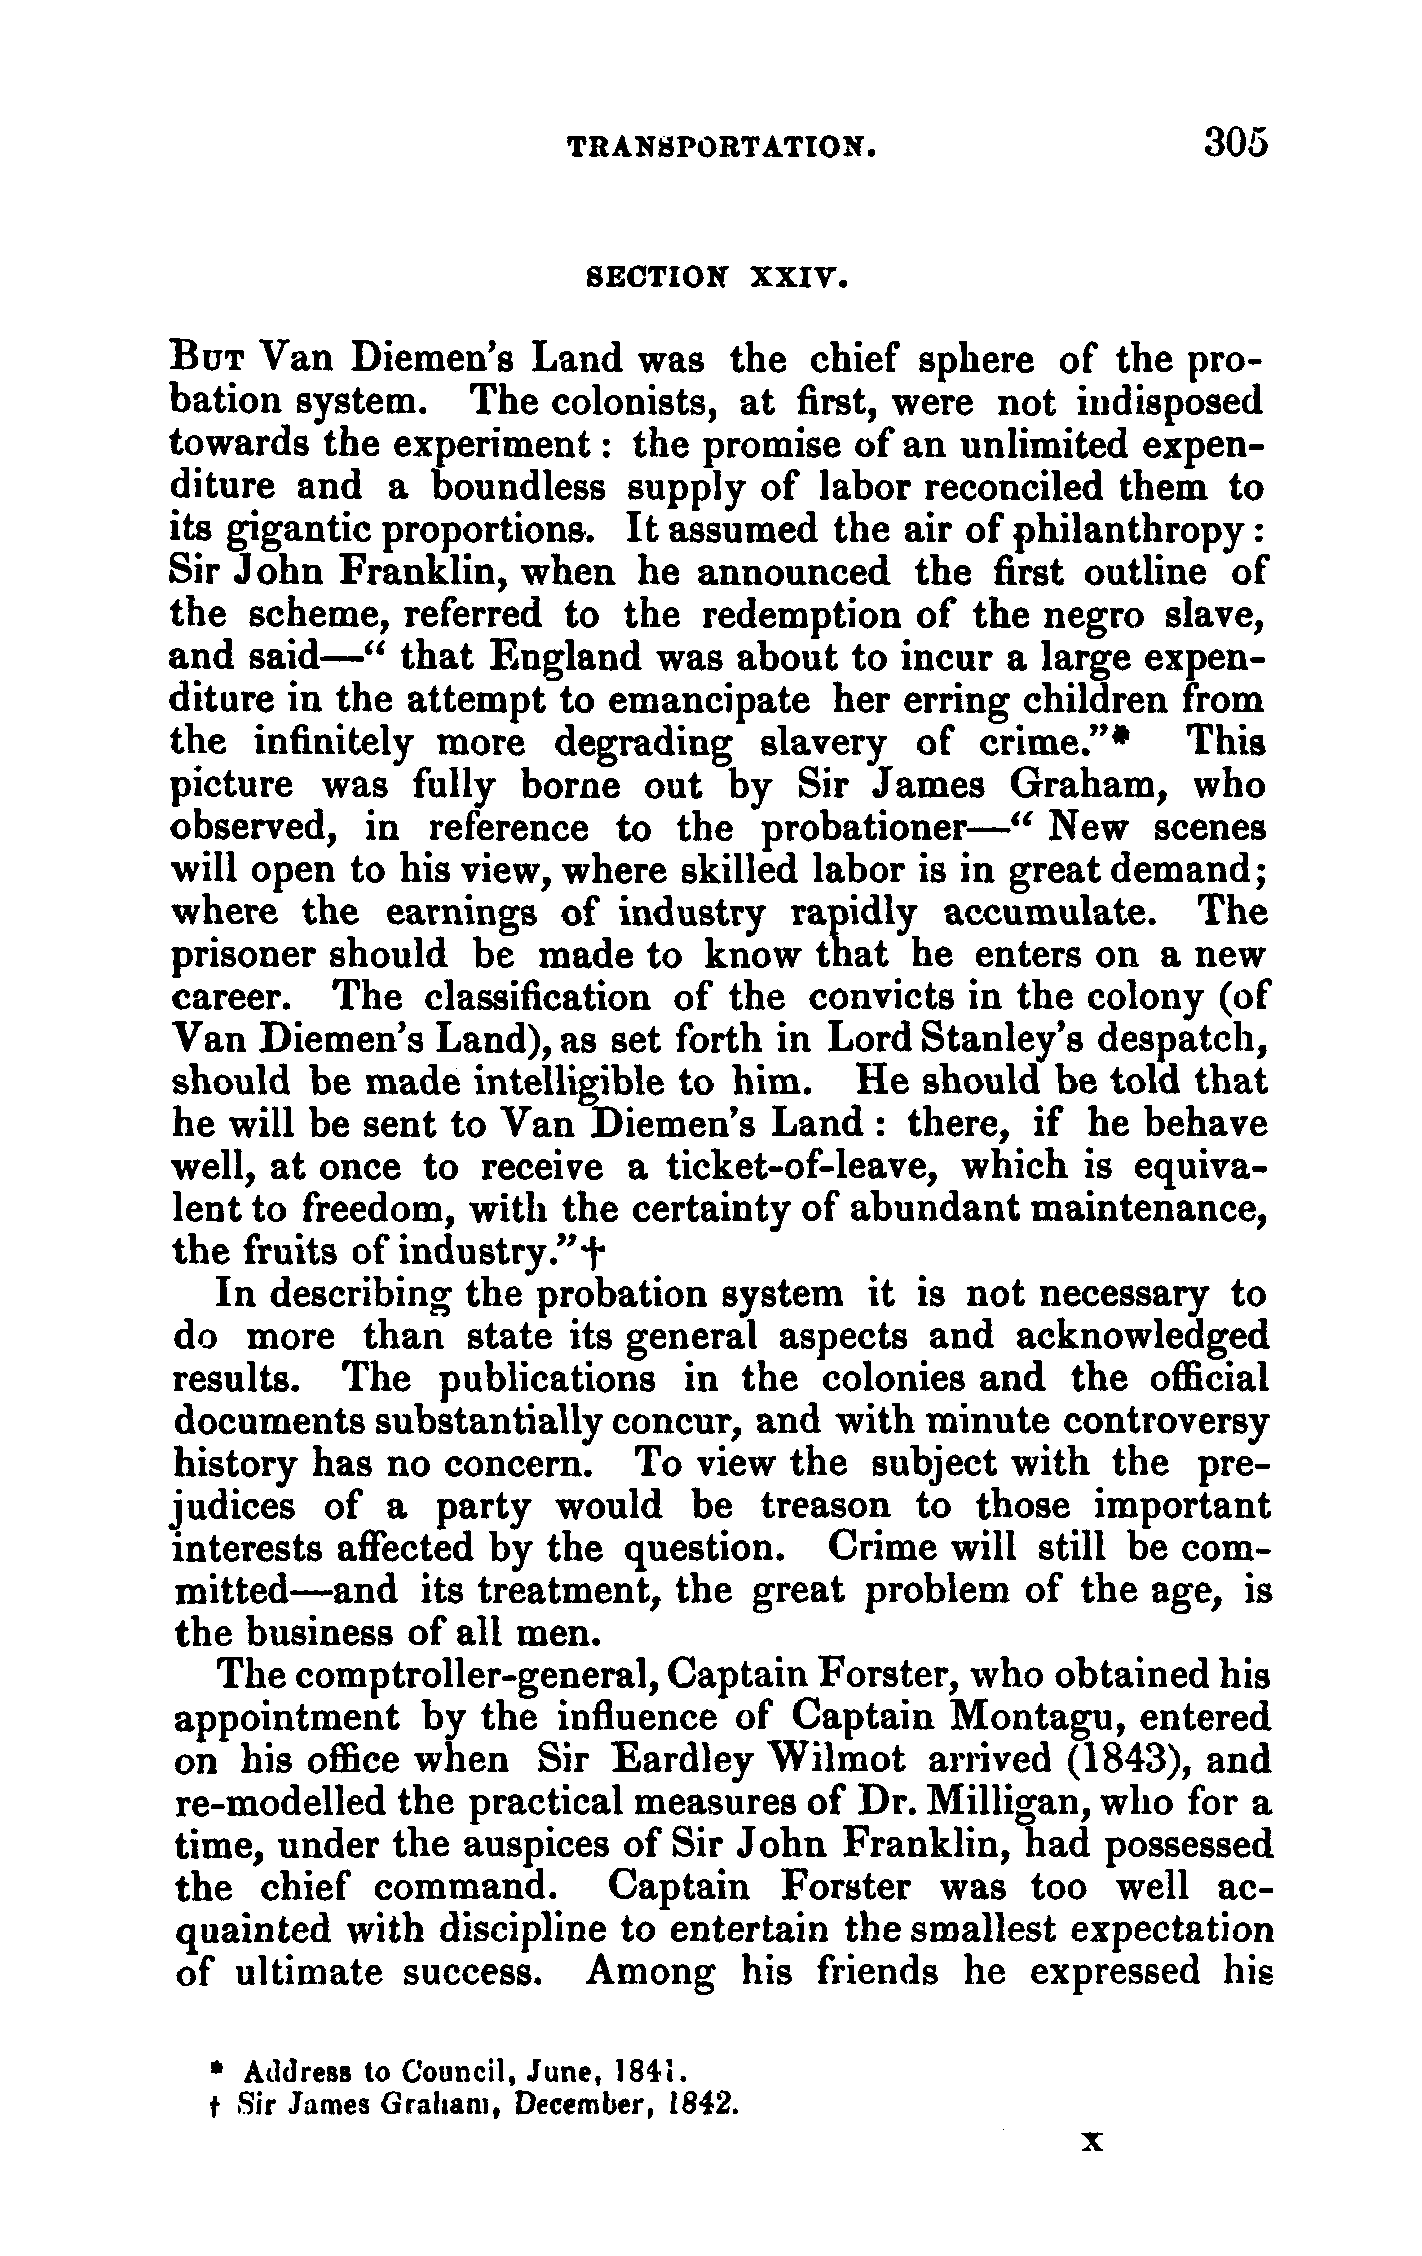 TRANSPORTATION. 305
SECTION XXIV.
BUT Van Diemen's Land was the chief sphere of the pro-
bation system. The colonists, at first, were not indisposed
towards the experiment : the promise of an unlimited expen-
diture and a boundless supply of labor reconciled them to
its gigantic proportions. It assumed the air of philanthropy :
Sir John Franklin, when he announced the first outline of
the scheme, referred to the redemption of the negro slave,
and said—" that England was about to incur a large expen-
diture in the attempt to emancipate her erring children from
the infinitely more degrading slavery of crime."* This
picture was fully borne out by Sir James Graham, who
observed, in reference to the probationer—" New scenes
will open to his view, where skilled labor is in great demand;
where the earnings of industry rapidly accumulate. The
prisoner should be made to know that he enters on a new
career. The classification of the convicts in the colony (of
Van Diemen's Land), as set forth in Lord Stanley's despatch,
should be made intelligible to him. He should be told that
he will be sent to Van Diemen's Land : there, if he behave
well, at once to receive a ticket-of-leave, which is equiva-
lent to freedom, with the certainty of abundant maintenance,
the fruits of industry."†
In describing the probation system it is not necessary to
do more than state its general aspects and acknowledged
results. The publications in the colonies and the official
documents substantially concur, and with minute controversy
history has no concern. To view the subject with the pre-
judices of a party would be treason to those important
interests affected by the question. Crime will still be com-
mitted—and its treatment, the great problem of the age, is
the business of all men.
The comptroller-general, Captain Forster, who obtained his
appointment by the influence of Captain Montagu, entered
on his office when Sir Eardley Wilmot arrived (1843), and
re-modelled the practical measures of Dr. Milligan, who for a
time, under the auspices of Sir John Franklin, had possessed
the chief command. Captain Forster was too well ac-
quainted with discipline to entertain the smallest expectation
of ultimate success. Among his friends he expressed his
* Address to Council, June, 1841.
† Sir James Graham, December, 1842.
X